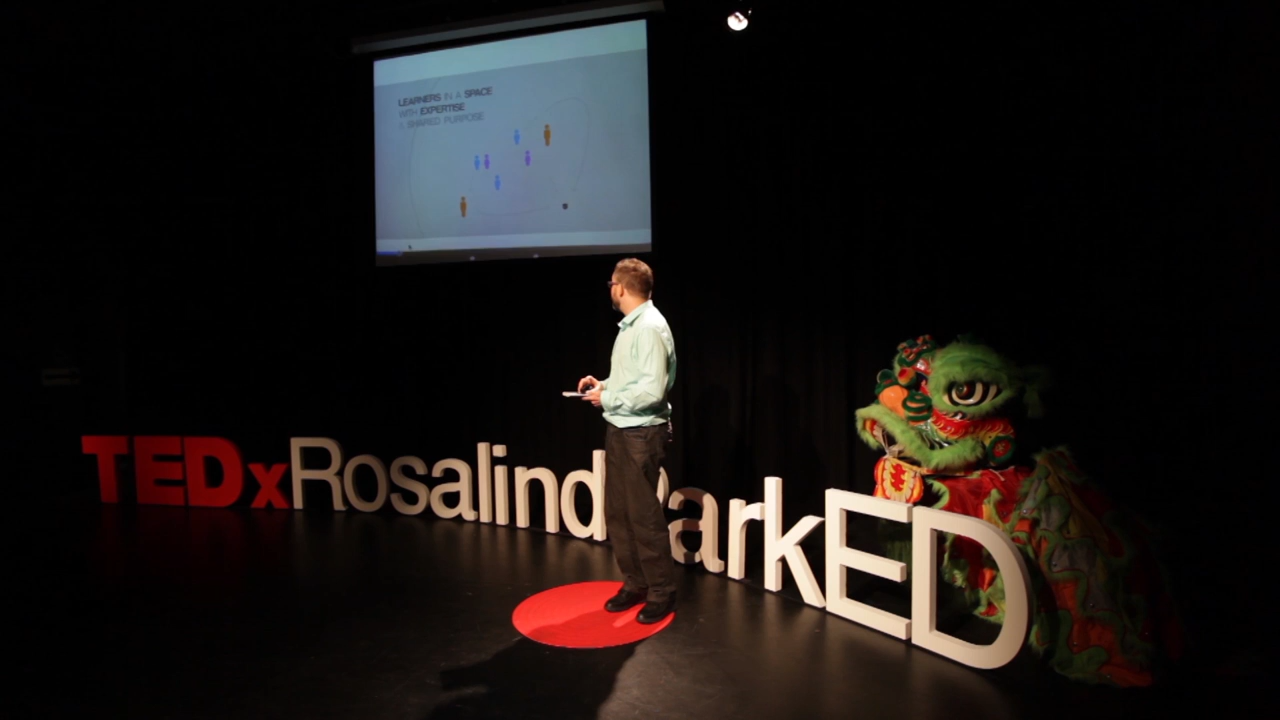 LEARNERS IN A SPACE
WITH EXPERTISE
& SHARED PURPOSE
TEDxRosalindParkED